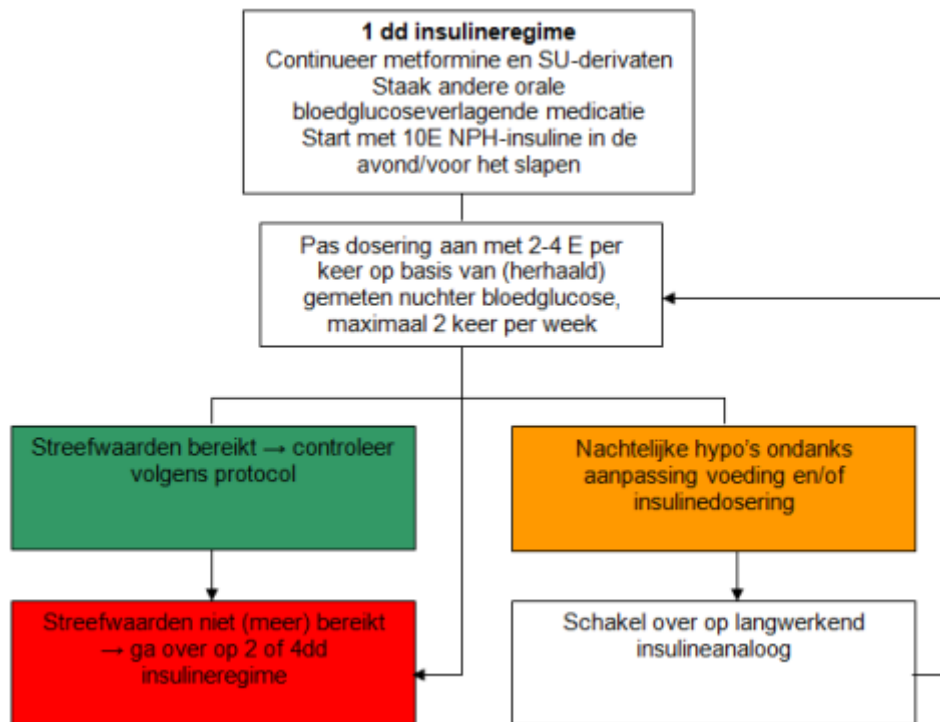 1 dd insulineregime
Continueer metformine en SU-derivaten
Staak andere orale
bloedglucoseverlagende medicatie
Start met 10E NPH-insuline in de
avond/voor het slapen
Pas dosering aan met 2-4 E per
keer op basis van (herhaald)
gemeten nuchter bloedglucose,
maximaal 2 keer per week
Streefwaarden bereikt → controleer
volgens protocol
Nachtelijke hypo's ondanks
aanpassing voeding en/of
insulinedosering
Streefwaarden niet (meer) bereikt
→ ga over op 2 of 4dd
insulineregime
Schakel over op langwerkend
insulineanaloog